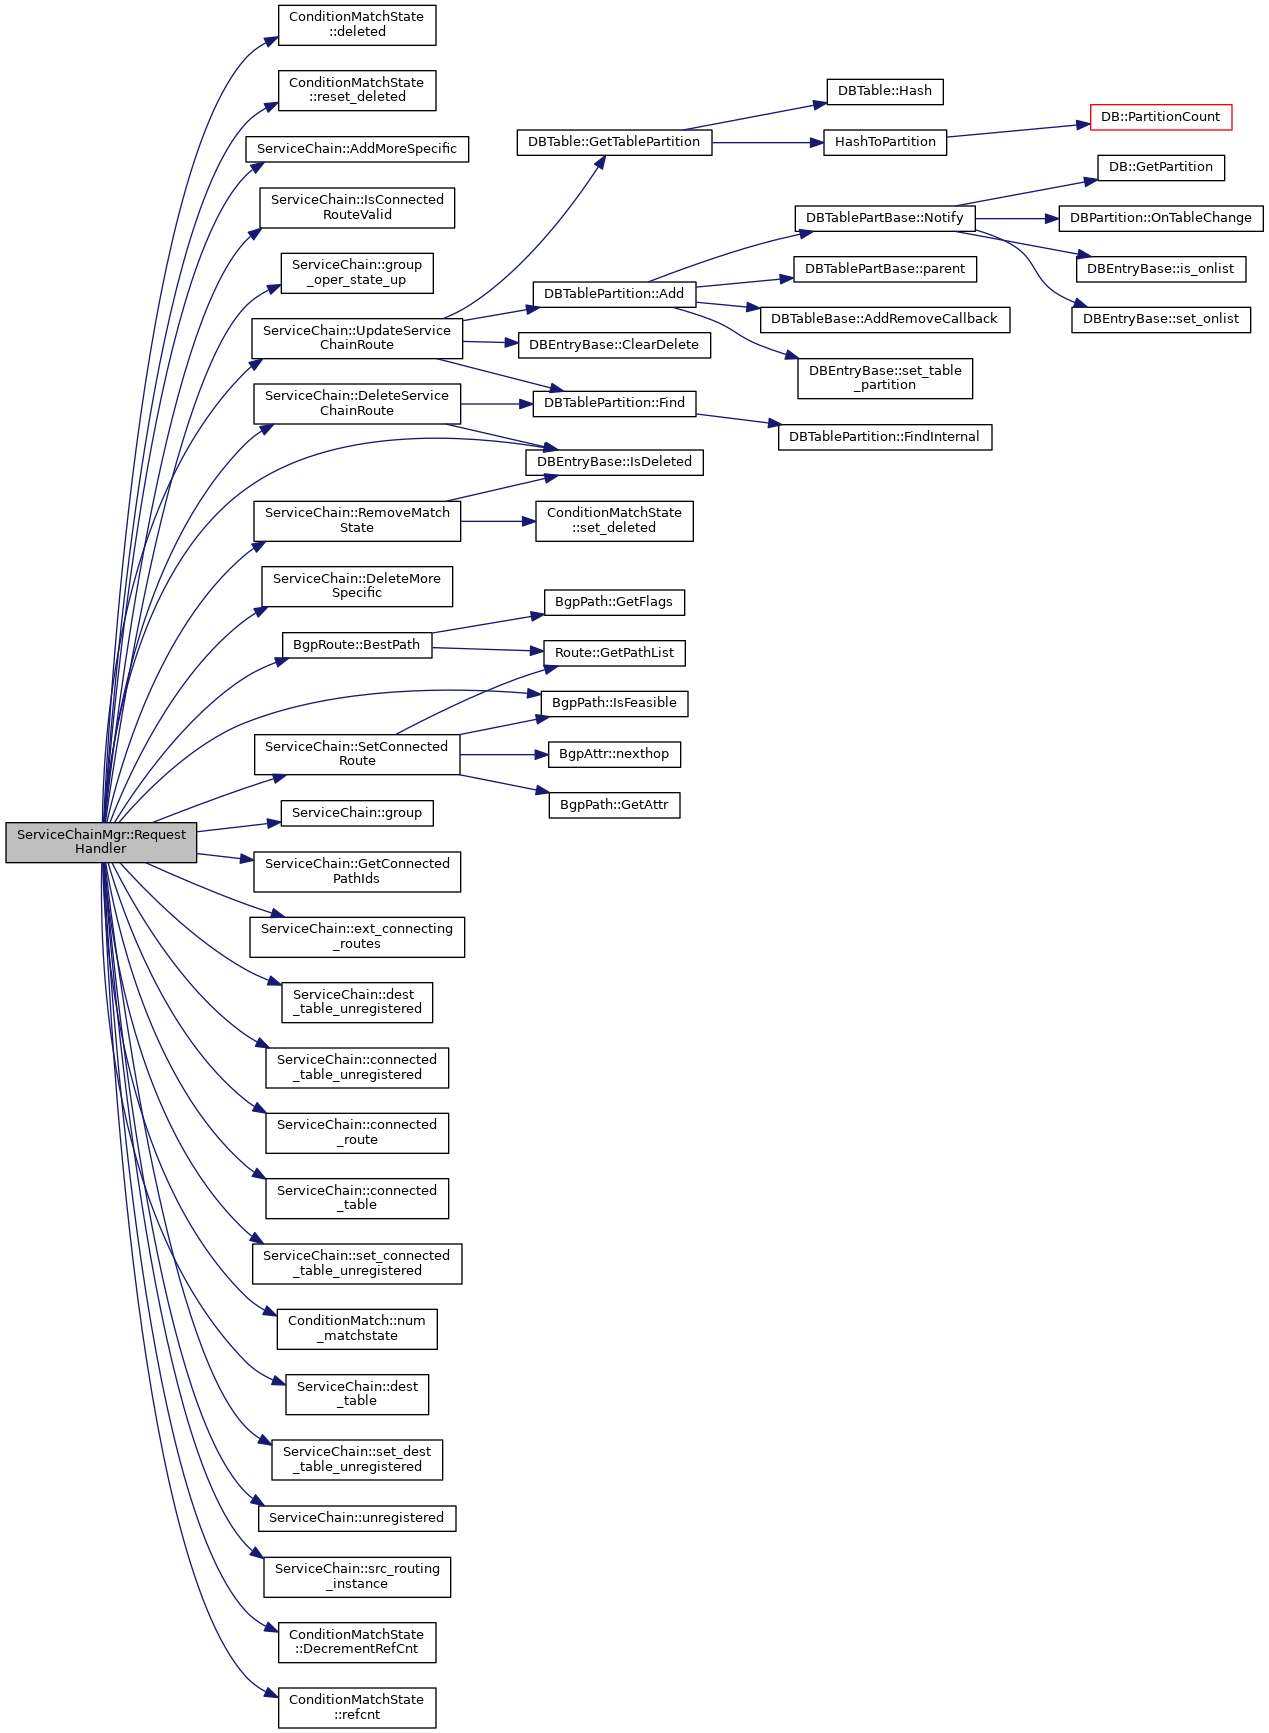 ConditionMatchState
::deleted
ConditionMatchState
::reset_deleted
ServiceChain::AddMoreSpecific
ServiceChain::IsConnected
RouteValid
ServiceChain::group
_oper_state_up
ServiceChain::UpdateService
ChainRoute
ServiceChain::DeleteService
ChainRoute
ServiceChain::RemoveMatch
State
ServiceChain::DeleteMore
Specific
BgpRoute::BestPath
ServiceChain::SetConnected
Route
ServiceChain::group
ServiceChainMgr::Request
Handler
ServiceChain::GetConnected
PathIds
ServiceChain::ext_connecting
_routes
ServiceChain::dest
_table_unregistered
ServiceChain::connected
_table_unregistered
ServiceChain::connected
_route
ServiceChain::connected
_table
ServiceChain::set_connected
_table_unregistered
ConditionMatch::num
_matchstate
ServiceChain::dest
_table
ServiceChain::set_dest
_table_unregistered
ServiceChain::unregistered
ServiceChain::src_routing
_instance
ConditionMatchState
::DecrementRefCnt
ConditionMatchState
::refcnt
DBTable::GetTablePartition
DBTablePartition::Add
DBEntryBase::ClearDelete
DBTablePartition::Find
DBEntryBase::IsDeleted
ConditionMatchState
::set_deleted
BgpPath::GetFlags
Route::GetPathList
BgpPath::IsFeasible
BgpAttr::nexthop
BgpPath::GetAttr
DBTable::Hash
HashToPartition
DBTablePartBase::Notify
DBTablePartBase::parent
DBTableBase::AddRemoveCallback
DBEntryBase::set_table
_partition
DBTablePartition::FindInternal
DB::PartitionCount
DB::GetPartition
DBPartition::OnTableChange
DBEntryBase::is_onlist
DBEntryBase::set_onlist